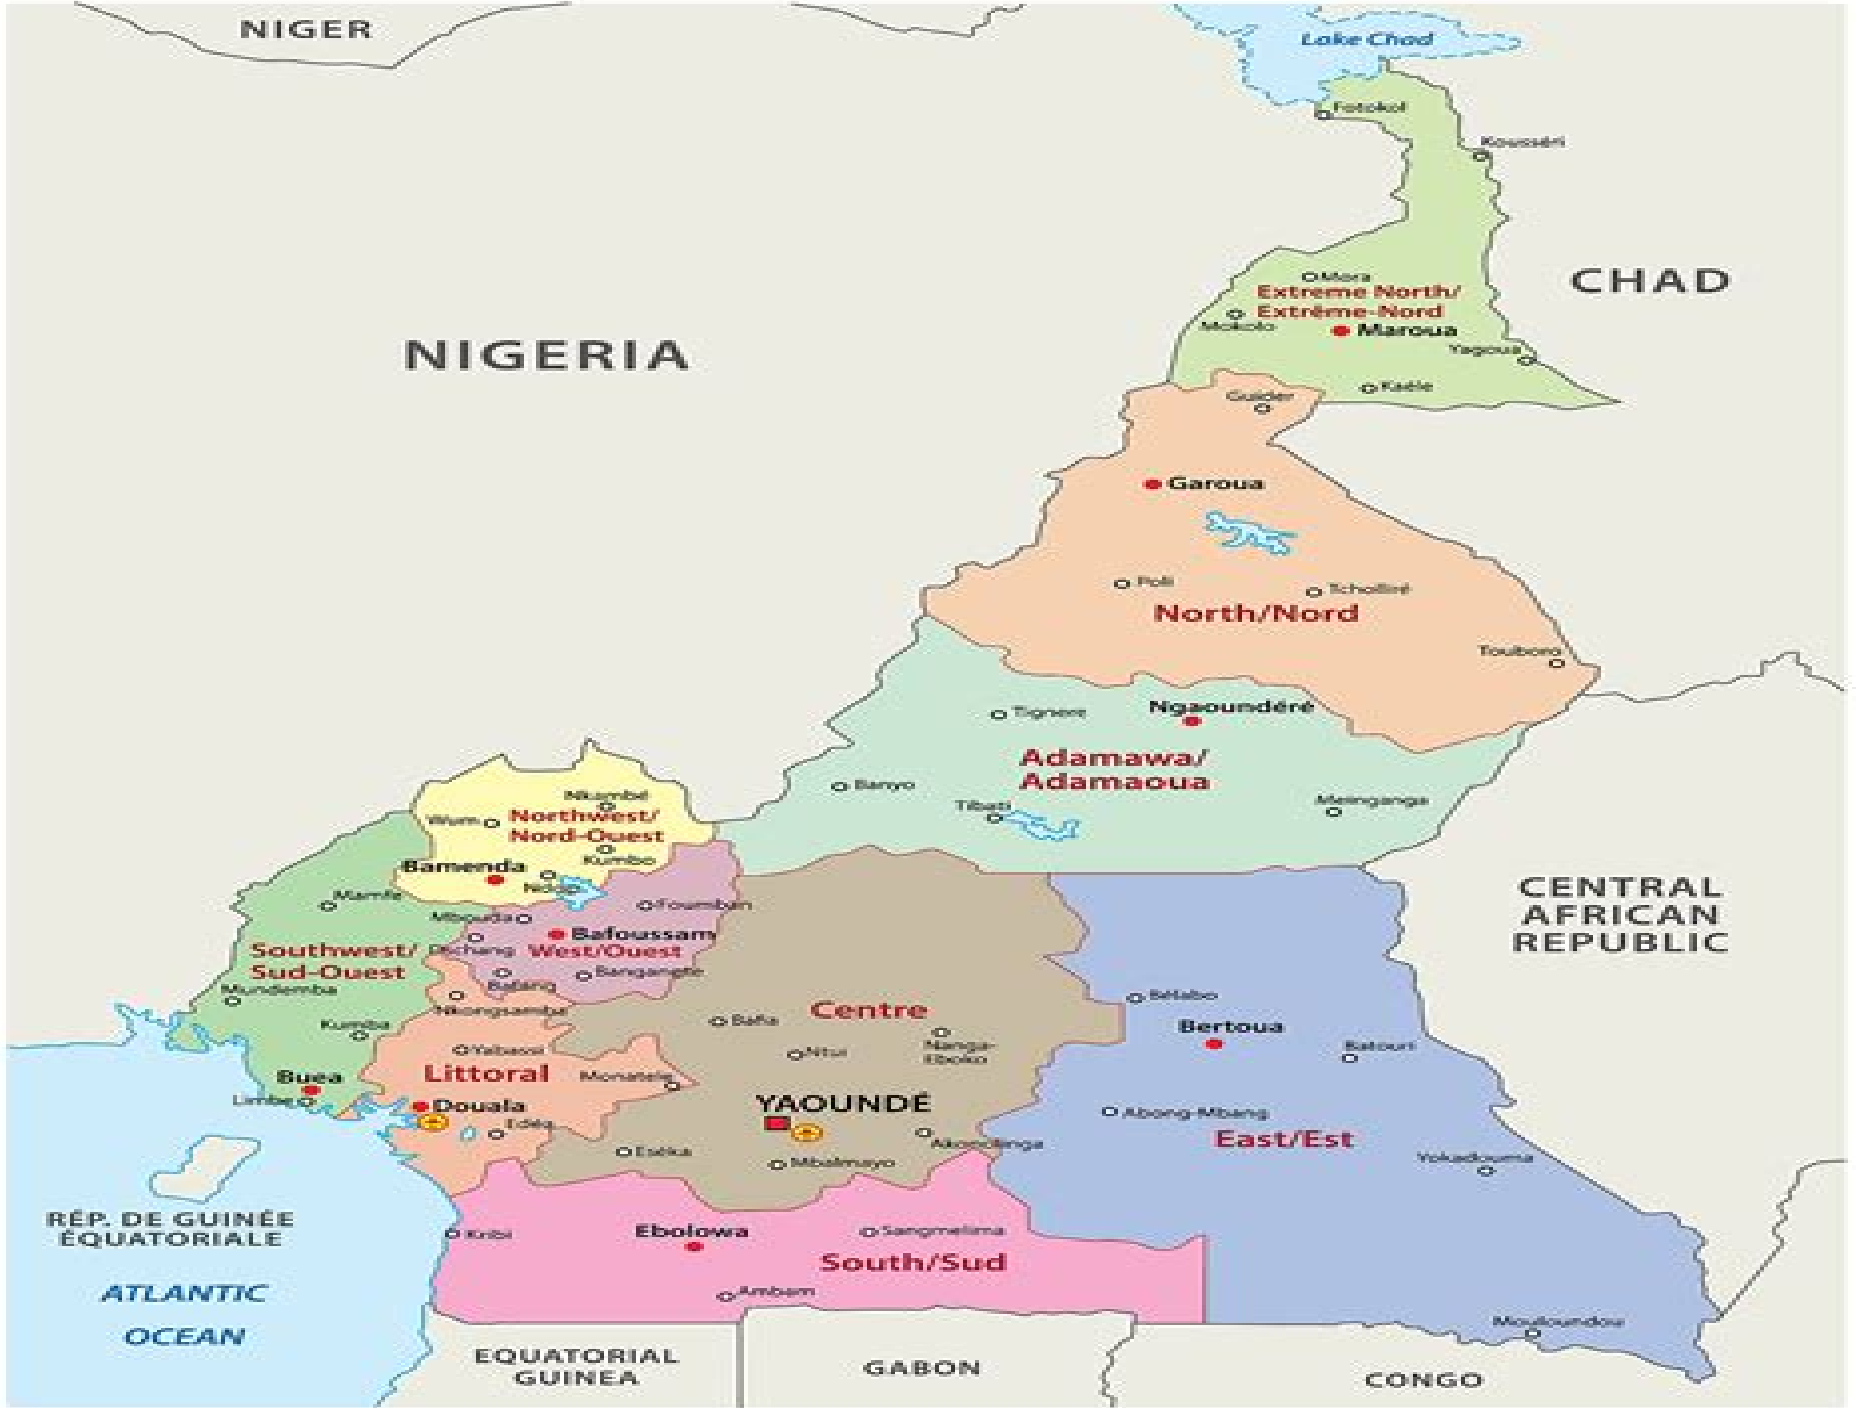 NIGER
Lake Chad
Fotokol
Kousséri
CHAD
Mora
Extreme North/
Extrême-Nord
Mokolo
Maroua
Yagoua
Kaéle
NIGERIA
Guider
Garoua
Poli
Tcholliré
North/Nord
Touboro
Tignere
Ngaoundéré
Adamawa/
Adamaoua
Banyo
Tibati
Meinganga
Nkambé
Wum
Northwest/
Nord-Ouest
Kumbo
Bamenda
Ndop
Mamfe
Mbouda
Foumban
Bafoussam
Southwest/
Sud-Ouest
Dschang
West/Ouest
Bangangte
Bafang
Mundemba
Nkongsamba
Kumba
CENTRAL
AFRICAN
REPUBLIC
Centre
Bafia
Ntui
Nanga-
Eboko
Bélabo
Bertoua
Batouri
Yabassi
Littoral
Monatele
Buea
Limbe
Douala
Edéa
YAOUNDÉ
Akonolinga
Eséka
Mbalmayo
Abong-Mbang
East/Est
Yokadouma
RÉP. DE GUINÉE
ÉQUATORIALE
Kribi
Ebolowa
Sangmelima
South/Sud
Ambam
ATLANTIC
OCEAN
Mouloundou
EQUATORIAL
GUINEA
GABON
CONGO